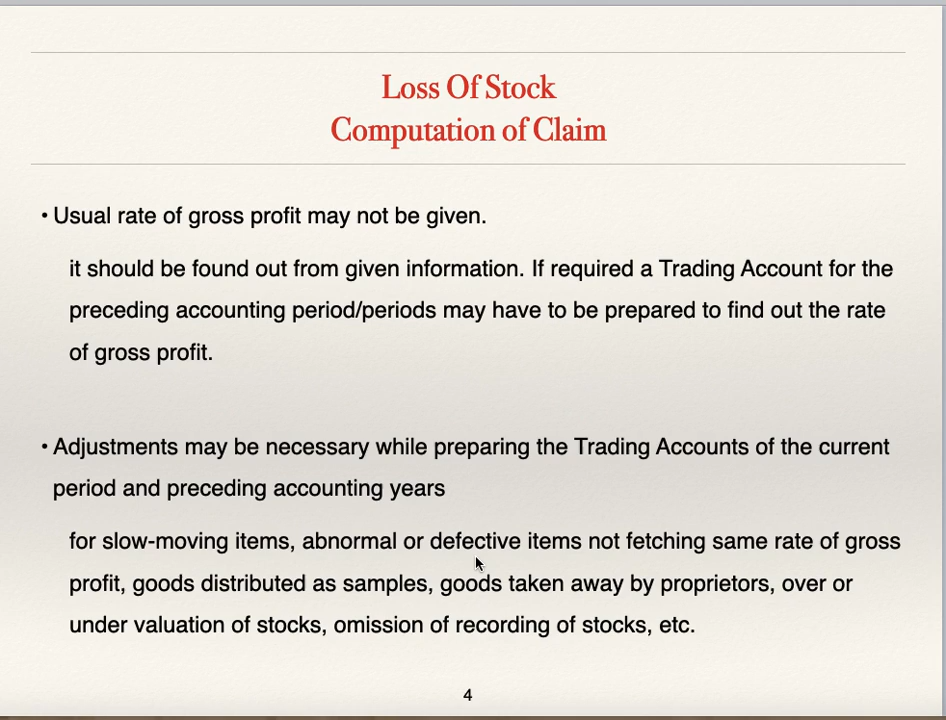 Loss Of Stock
Computation of Claim
• Usual rate of gross profit may not be given.
it should be found out from given information. If required a Trading Account for the
preceding accounting period/periods may have to be prepared to find out the rate
of gross profit.
• Adjustments may be necessary while preparing the Trading Accounts of the current
period and preceding accounting years
for slow-moving items, abnormal or defective items not fetching same rate of gross
profit, goods distributed as samples, goods taken away by proprietors, over or
under valuation of stocks, omission of recording of stocks, etc.
4